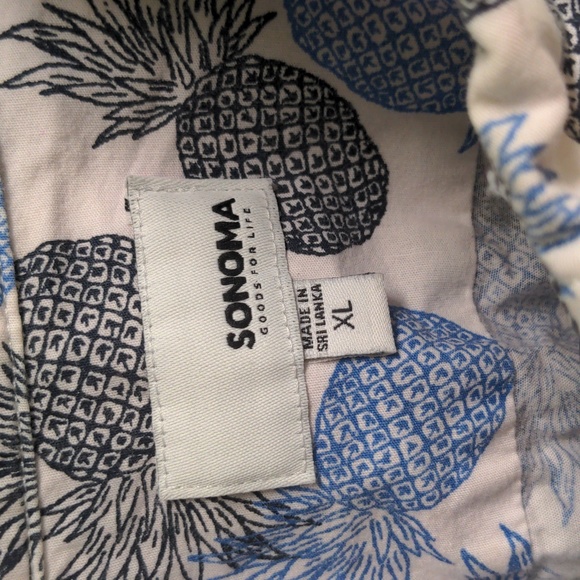 SONOMA
GOODS FOR LIFE
MADE IN
SRI LANKA
XL